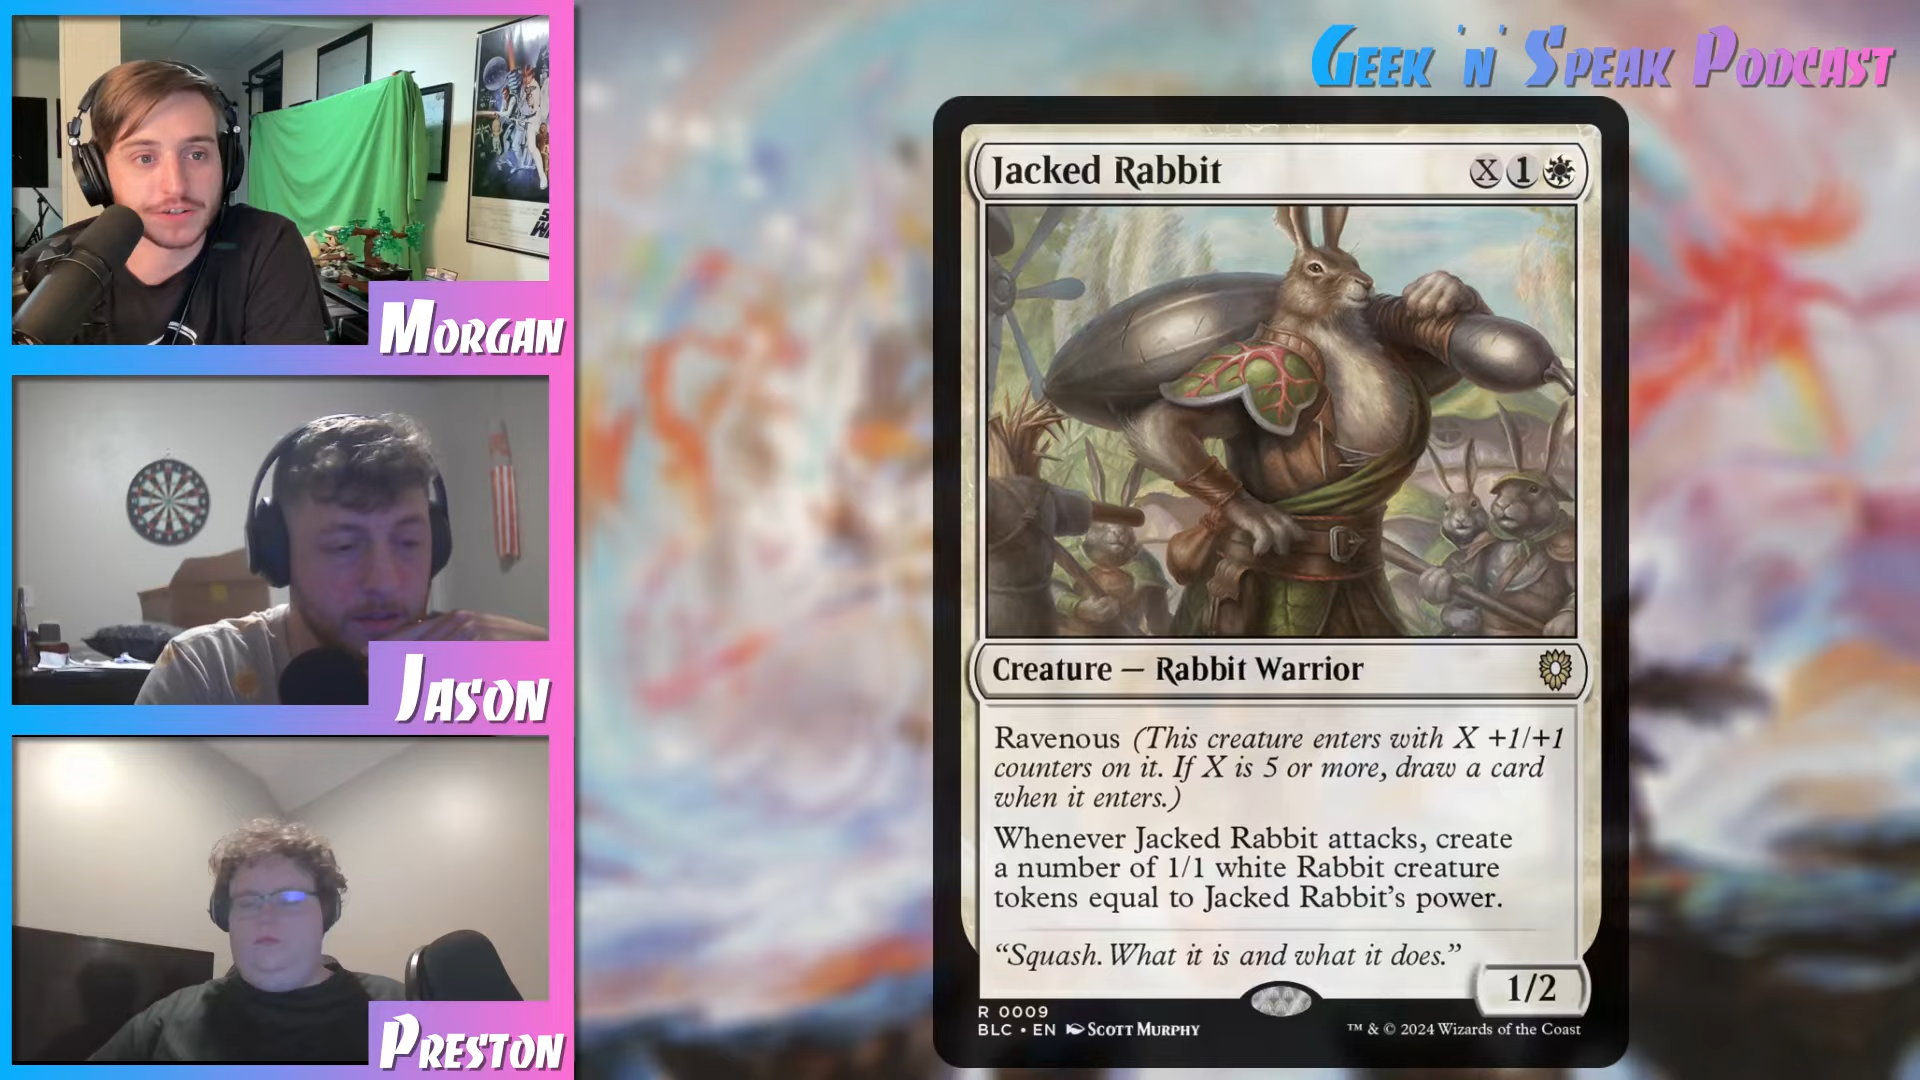 Geek 'n' Speak Podcast
Morgan
Jason
Preston
Jacked Rabbit X 1
Creature — Rabbit Warrior
Ravenous (This creature enters with X +1/+1
counters on it. If X is 5 or more, draw a card
when it enters.)
Whenever Jacked Rabbit attacks, create
a number of 1/1 white Rabbit creature
tokens equal to Jacked Rabbit's power.
“Squash. What it is and what it does.”
1/2
R 0009
BLC • EN Scott Murphy
™ & © 2024 Wizards of the Coast